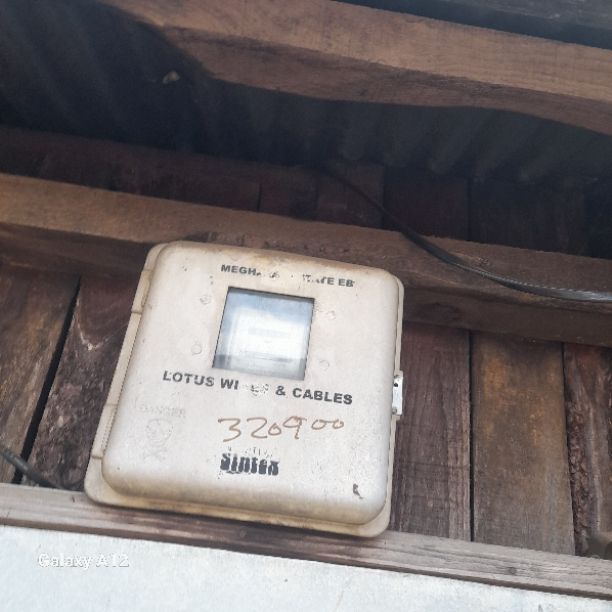 EB
LOTUS & CABLES
DANGER
320900
Sintex
Galaxy A12